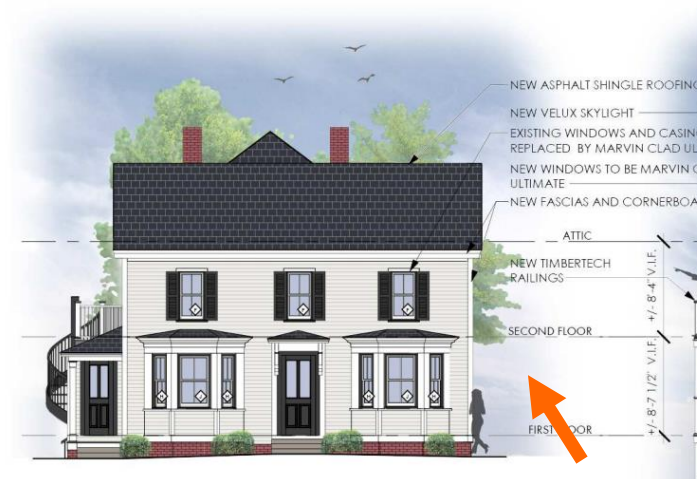 NEW ASPHALT SHINGLE ROOFING
NEW VELUX SKYLIGHT
EXISTING WINDOWS AND CASIN
REPLACED BY MARVIN CLAD UL
NEW WINDOWS TO BE MARVIN C
ULTIMATE
NEW FASCIAS AND CORNERBOA
ATTIC
NEW TIMBERTECH
RAILINGS
+/- 8'-4" V.I.F.
SECOND FLOOR
+/- 8'-7 1/2" V.I.F.
FIRST FLOOR